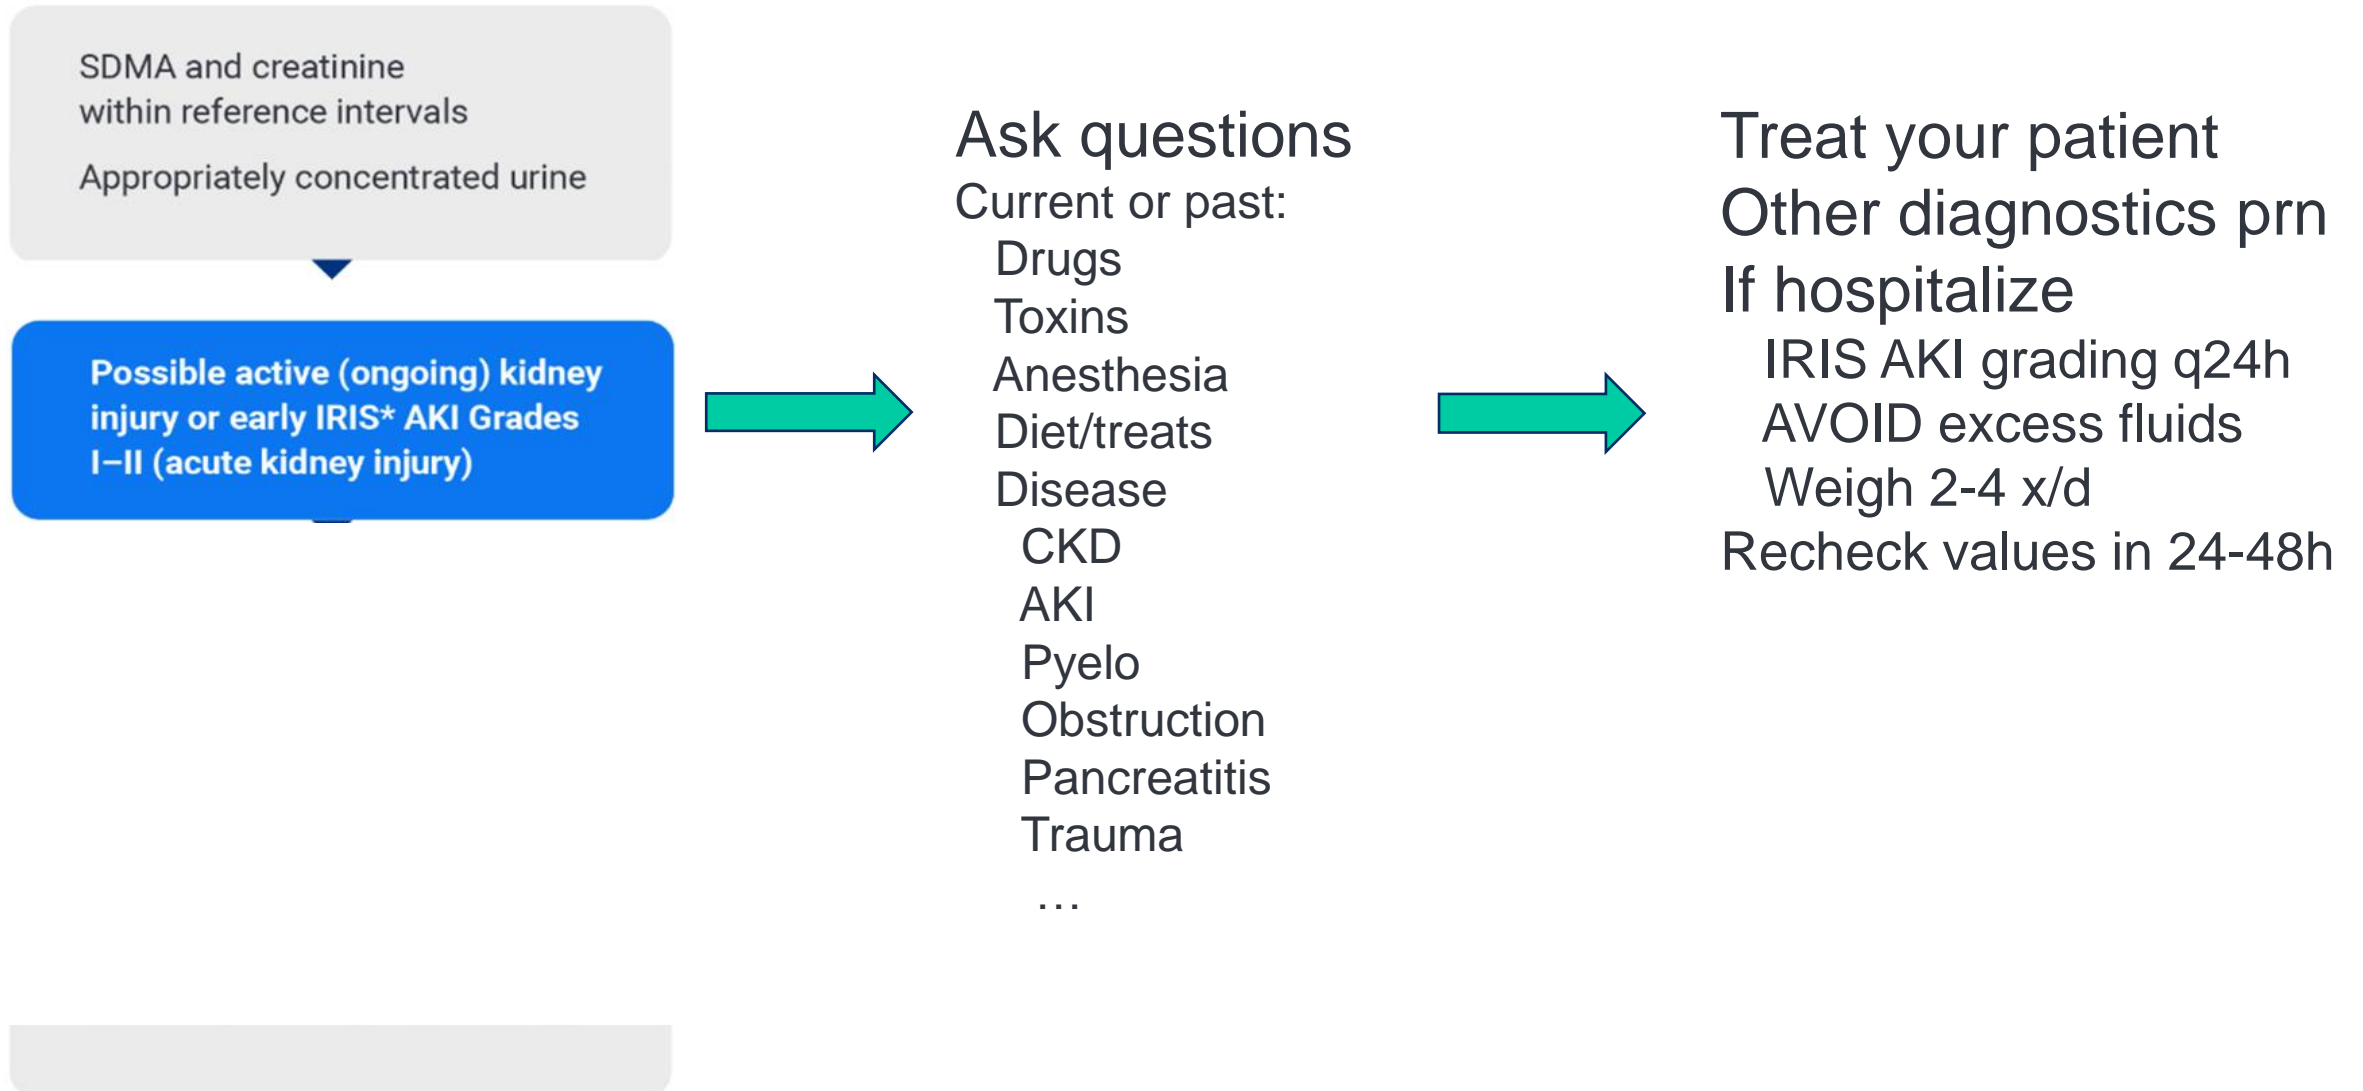 SDMA and creatinine
within reference intervals
Appropriately concentrated urine
Possible active (ongoing) kidney
injury or early IRIS* AKI Grades
I–II (acute kidney injury)
Ask questions
Current or past:
Drugs
Toxins
Anesthesia
Diet/treats
Disease
CKD
AKI
Pyelo
Obstruction
Pancreatitis
Trauma
…
Treat your patient
Other diagnostics prn
If hospitalize
IRIS AKI grading q24h
AVOID excess fluids
Weigh 2-4 x/d
Recheck values in 24-48h